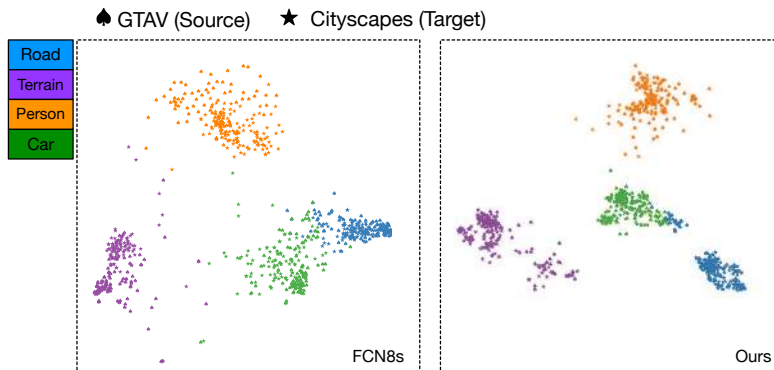 ♠ GTAV (Source) ★ Cityscapes (Target)
Road
Terrain
Person
Car
FCN8s
Ours